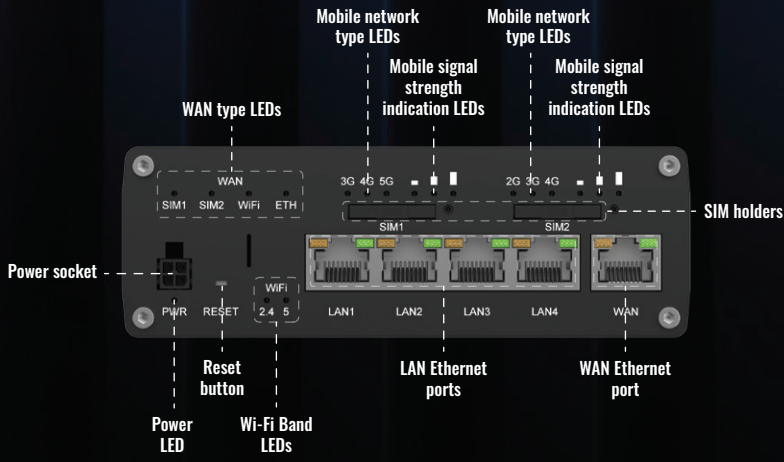 Mobile network
type LEDs
Mobile network
type LEDs
Mobile signal
strength
indication LEDs
Mobile signal
strength
indication LEDs
WAN type LEDs
WAN
SIM1 SIM2 WiFi ETH
3G 4G 5G
2G 3G 4G
SIM1
SIM2
SIM holders
Power socket
WiFi
2.4 5
PWR
RESET
LAN1
LAN2
LAN3
LAN4
WAN
Reset
button
LAN Ethernet
ports
WAN Ethernet
port
Power
LED
Wi-Fi Band
LEDs